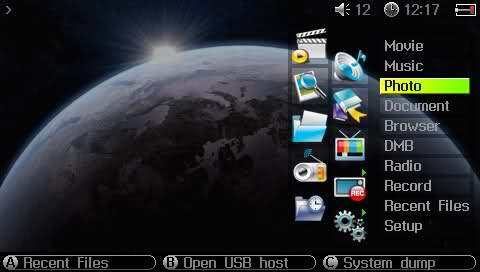 12 12:17
Movie
Music
Photo
Document
Browser
DMB
Radio
REC Record
Recent Files
Setup
A Recent Files B Open USB host C System dump